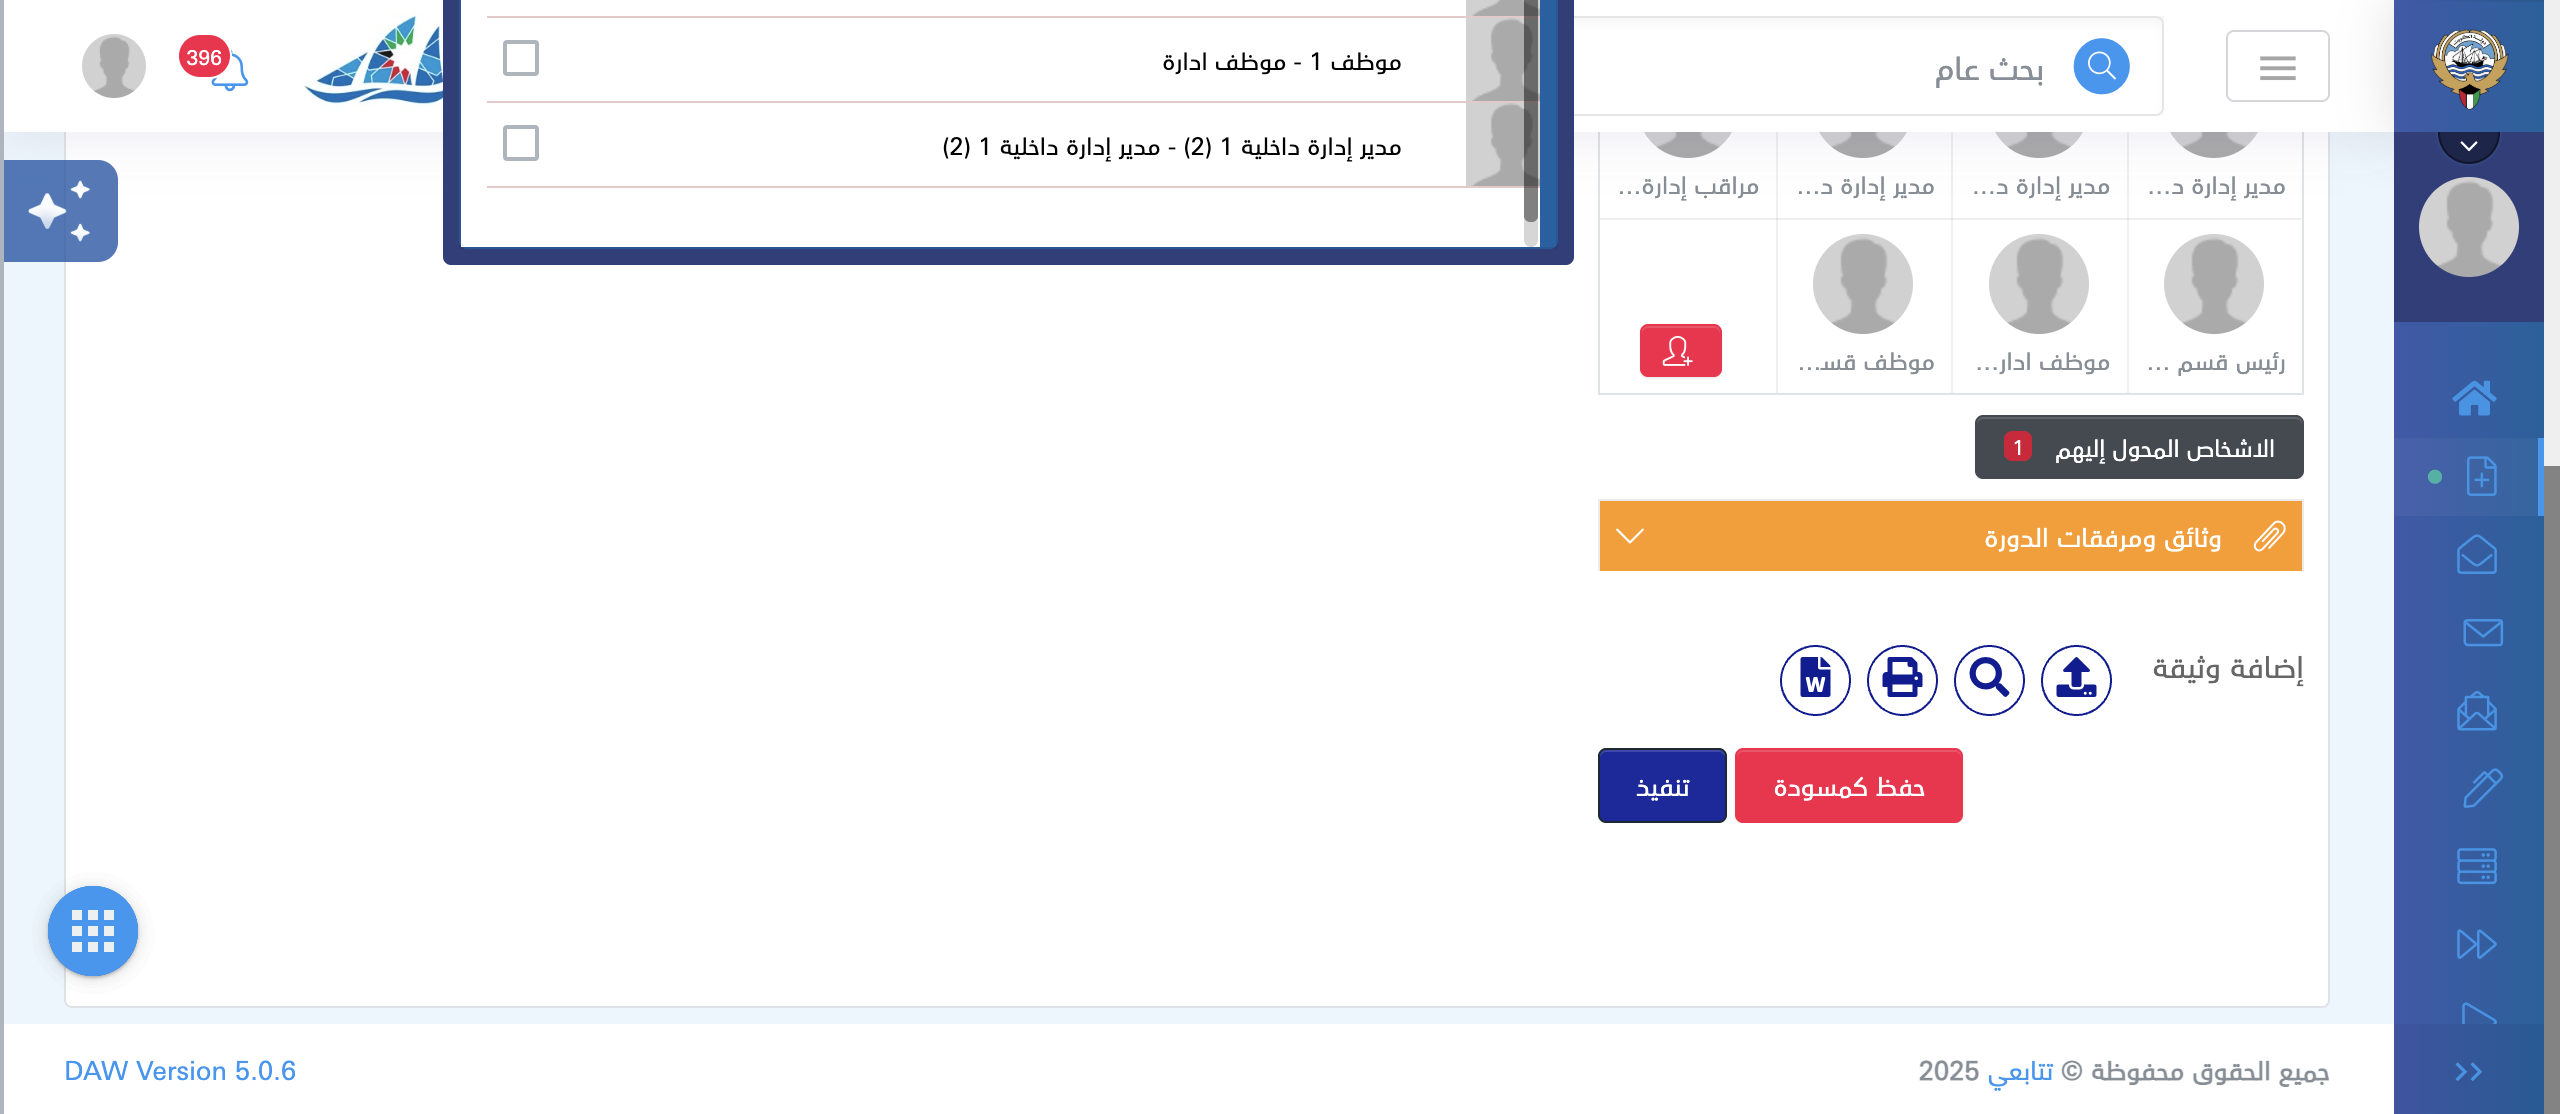 بحث عام
396
موظف 1 - موظف ادارة
مدير إدارة داخلية 1 (2) - مدير إدارة داخلية 1 (2)
مدير إدارة د...
مدير إدارة د...
مدير إدارة د...
مراقب إدارة...
رئيس قسم ...
موظف ادار...
موظف قسـ...
الاشخاص المحول إليهم 1
وثائق ومرفقات الدورة
إضافة وثيقة
W
حفظ كمسودة
تنفيذ
جميع الحقوق محفوظة © تتابعي 2025
DAW Version 5.0.6